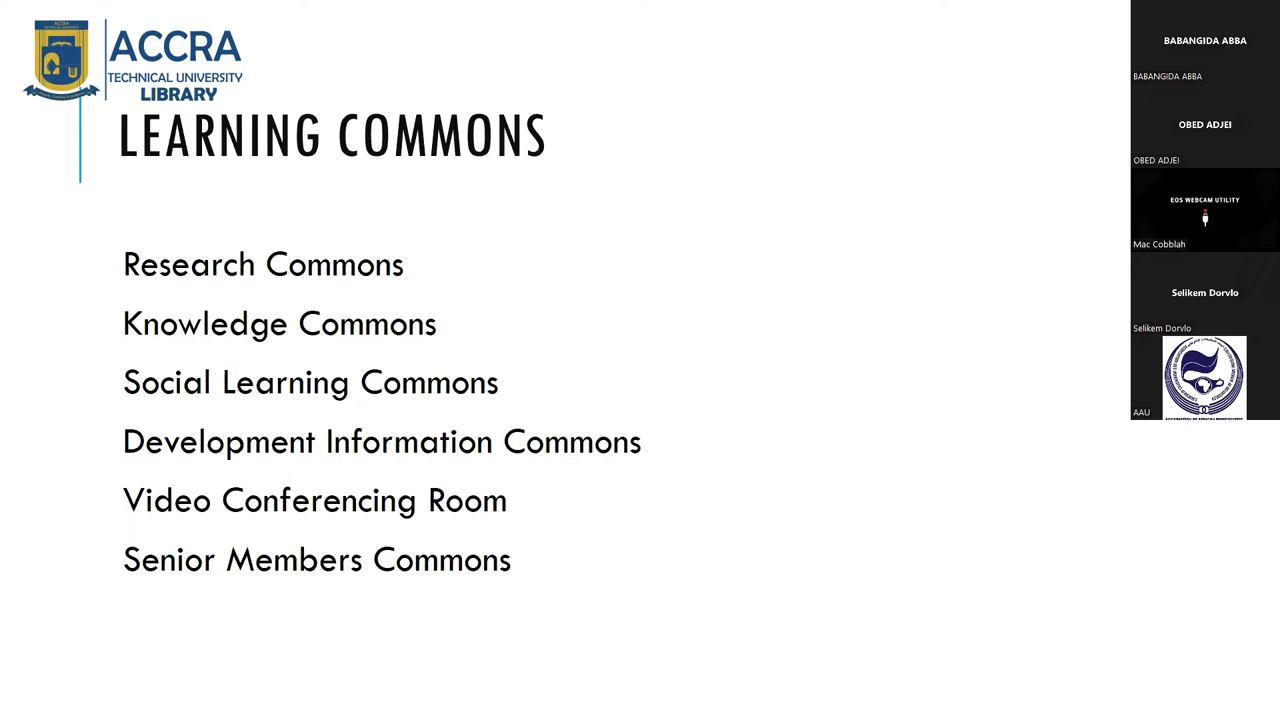 ACCRA
TECHNICAL UNIVERSITY
LIBRARY
LEARNING COMMONS
Research Commons
Knowledge Commons
Social Learning Commons
Development Information Commons
Video Conferencing Room
Senior Members Commons
BABANGIDA ABBA
BABANGIDA ABBA
OBED ADJEI
OBED ADJEI
EOS WEBCAM UTILITY
Mac Cobblah
Selikem Dorvlo
Selikem Dorvlo
AAU